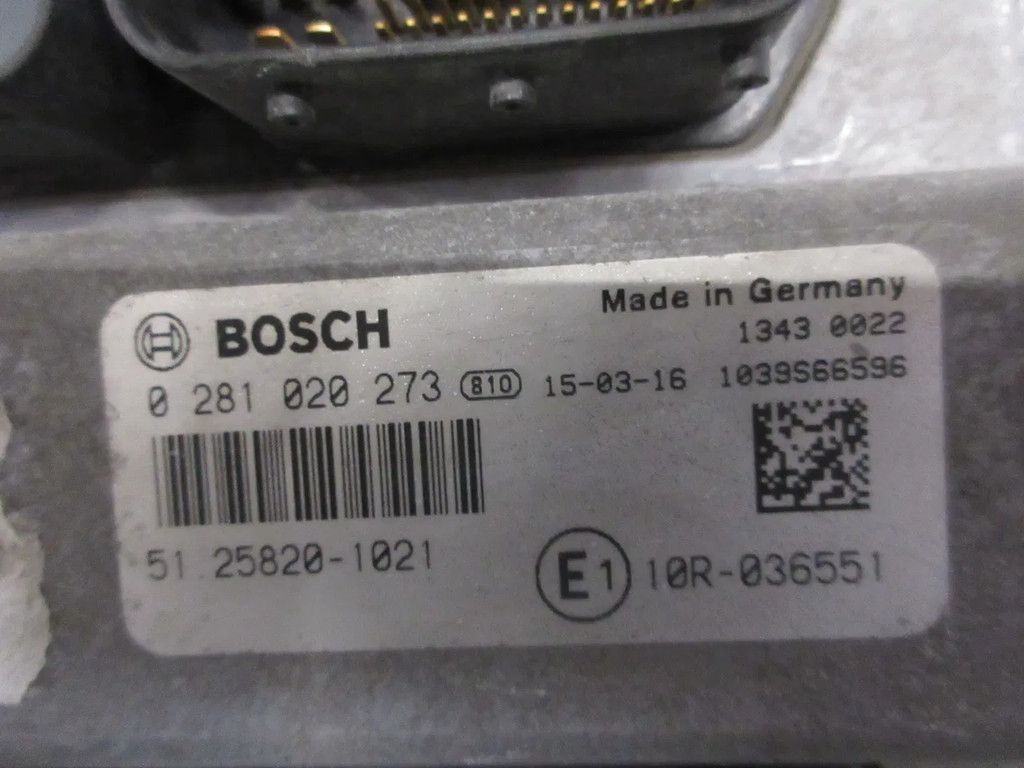 BOSCH
Made in Germany
1343 0022
0 281 020 273 810 15-03-16 1039S66596
51.25820-1021
E1 10R-036551